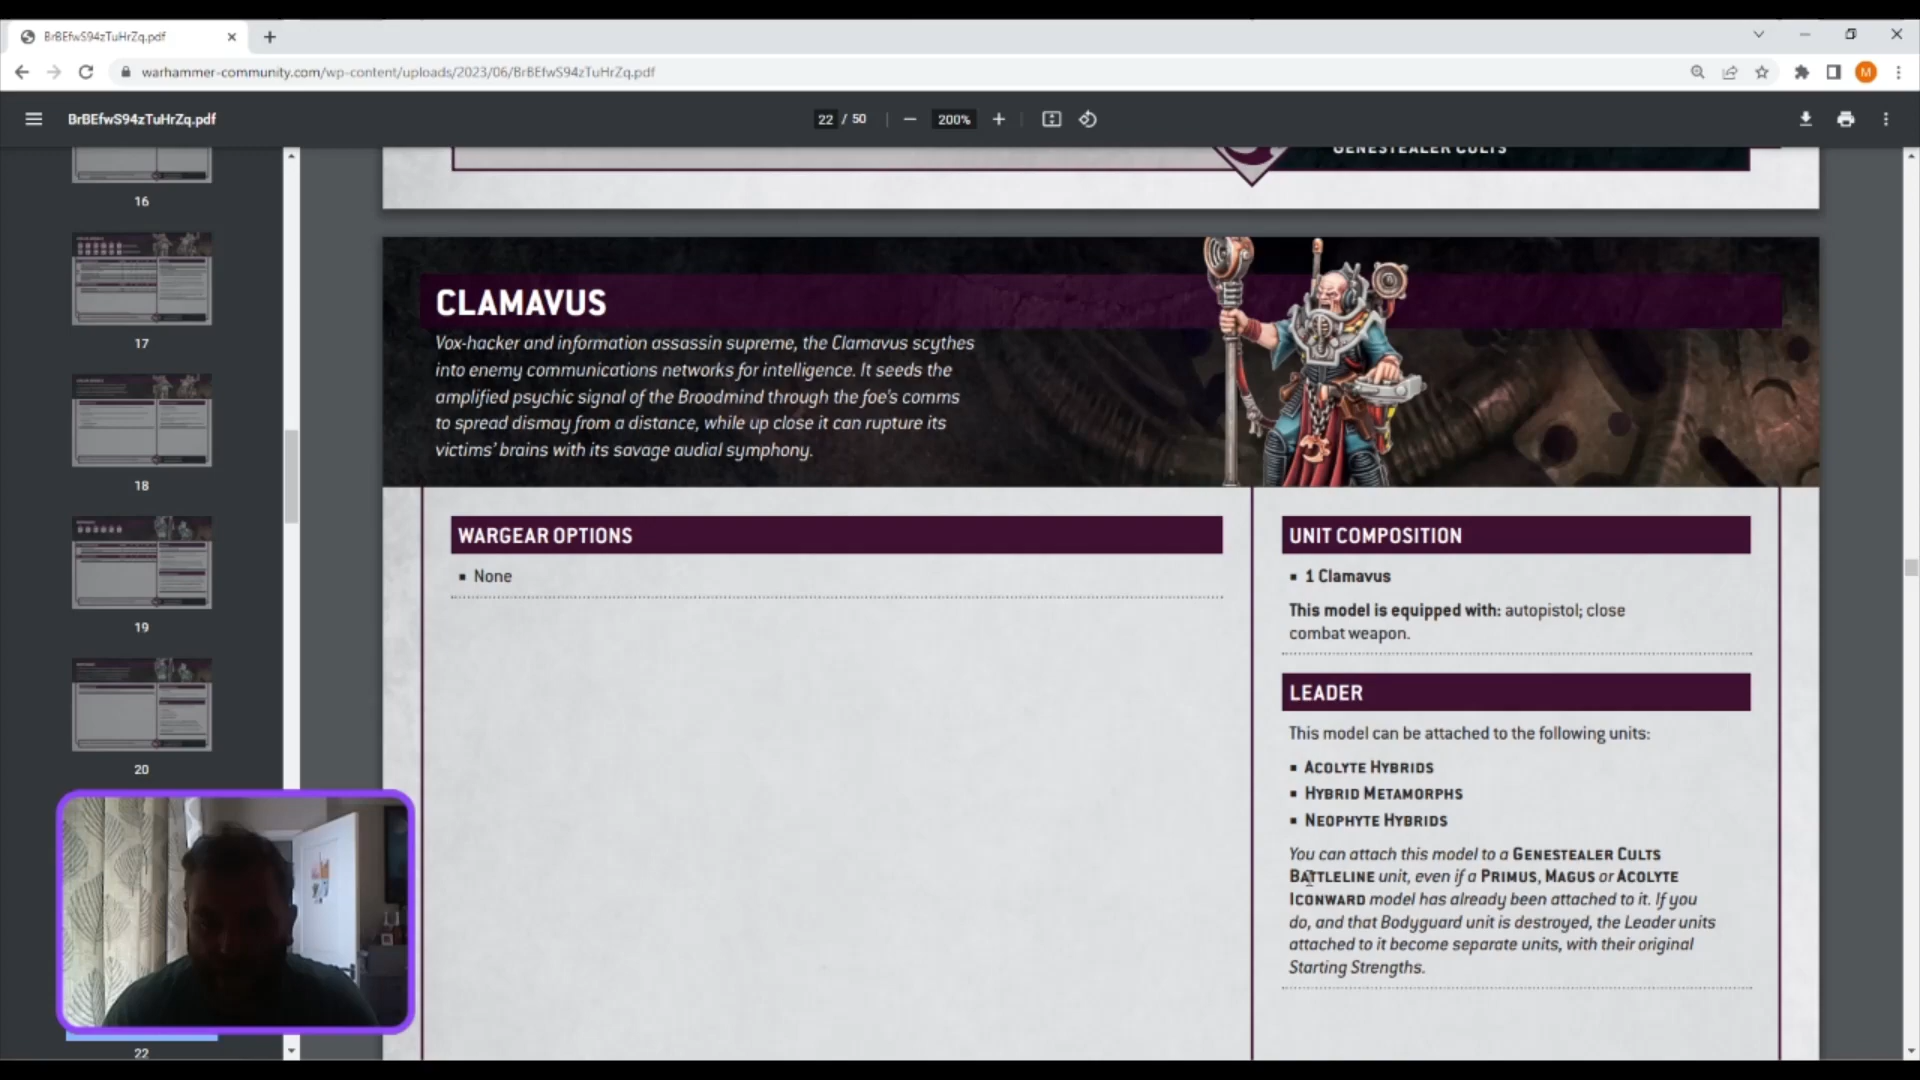 BrBEfwS94zTuHrZq.pdf
warhammer-community.com/wp-content/uploads/2023/06/BrBEfwS94zTuHrZq.pdf
M
BrBEfwS94zTuHrZq.pdf
22 / 50
200%
16
17
18
19
20
22
GENESTEALER CULTS
CLAMAVUS
Vox-hacker and information assassin supreme, the Clamavus scythes
into enemy communications networks for intelligence. It seeds the
amplified psychic signal of the Broodmind through the foe's comms
to spread dismay from a distance, while up close it can rupture its
victims' brains with its savage audial symphony.
WARGEAR OPTIONS
▪ None
UNIT COMPOSITION
▪ 1 Clamavus
This model is equipped with: autopistol; close
combat weapon.
LEADER
This model can be attached to the following units:
▪ ACOLYTE HYBRIDS
▪ HYBRID METAMORPHS
▪ NEOPHYTE HYBRIDS
You can attach this model to a GENESTEALER CULTS
BATTLELINE unit, even if a PRIMUS, MAGUS or ACOLYTE
ICONWARD model has already been attached to it. If you
do, and that Bodyguard unit is destroyed, the Leader units
attached to it become separate units, with their original
Starting Strengths.